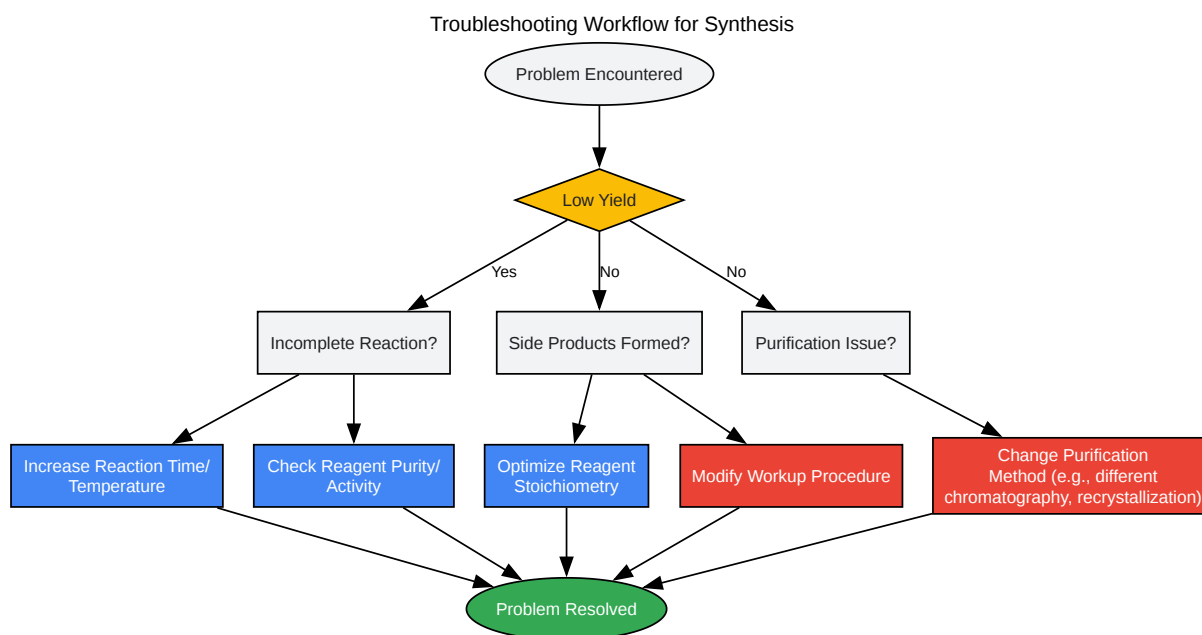 Troubleshooting Workflow for Synthesis
Problem Encountered
Low Yield
Yes
No
No
Incomplete Reaction?
Side Products Formed?
Purification Issue?
Increase Reaction Time/
Temperature
Check Reagent Purity/
Activity
Optimize Reagent
Stoichiometry
Modify Workup Procedure
Change Purification
Method (e.g., different
chromatography, recrystallization)
Problem Resolved